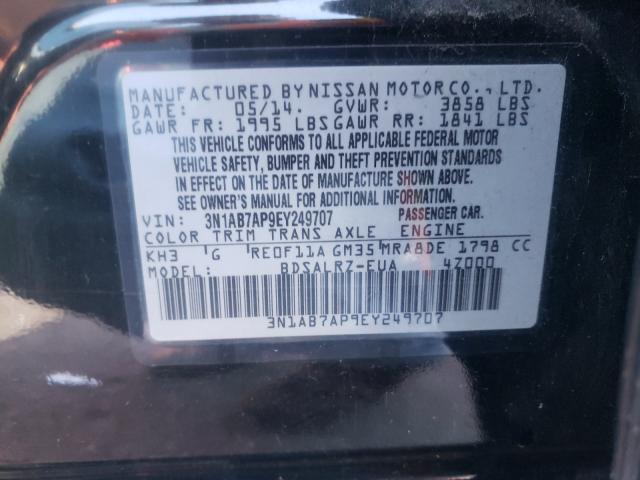 MANUFACTURED BY NISSAN MOTOR CO., LTD.
DATE: 05/14. GVWR: 3858 LBS
GAWR FR: 1995 LBS GAWR RR: 1841 LBS
THIS VEHICLE CONFORMS TO ALL APPLICABLE FEDERAL MOTOR
VEHICLE SAFETY, BUMPER AND THEFT PREVENTION STANDARDS
IN EFFECT ON THE DATE OF MANUFACTURE SHOWN ABOVE.
SEE OWNER'S MANUAL FOR ADDITIONAL INFORMATION
VIN: 3N1AB7AP9EY249707 PASSENGER CAR.
COLOR TRIM TRANS AXLE ENGINE
KH3 G RE0F11A GM35 MRA8DE 1798 CC
MODEL: BDSALRZ-EUA 4Z000
3N1AB7AP9EY249707